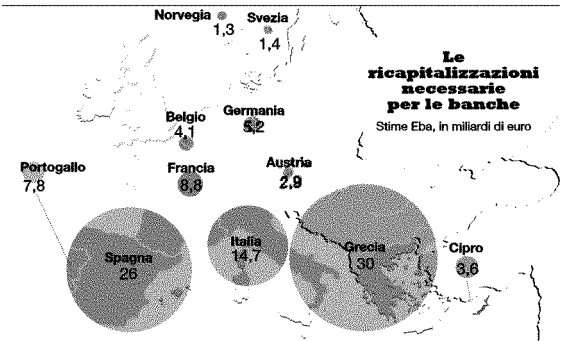 Norvegia
1,3
Svezia
1,4
Le
ricapitalizzazioni
necessarie
per le banche
Stime Eba, in miliardi di euro
Belgio
4,1
Germania
5,2
Portogallo
7,8
Francia
8,8
Austria
2,9
Spagna
26
Italia
14,7
Grecia
30
Cipro
3,6